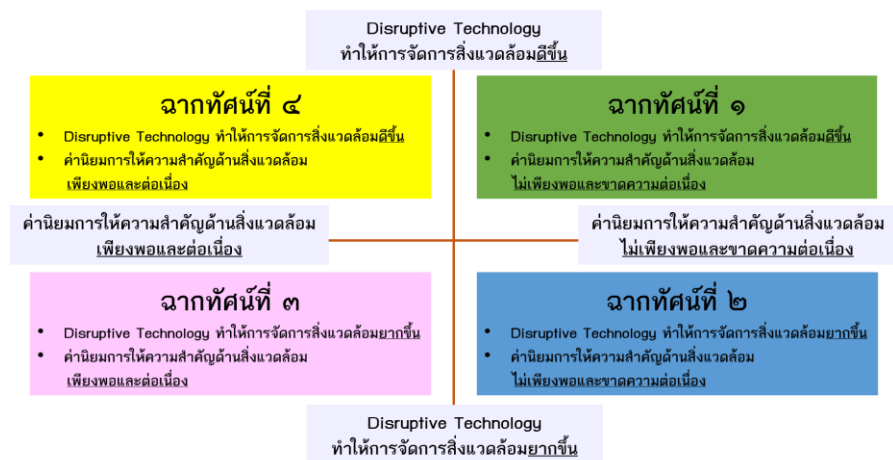 Disruptive Technology
ทำให้การจัดการสิ่งแวดล้อมดีขึ้น
ฉากทัศน์ที่ ๔
• Disruptive Technology ทำให้การจัดการสิ่งแวดล้อมดีขึ้น
• ค่านิยมการให้ความสำคัญด้านสิ่งแวดล้อม
เพียงพอและต่อเนื่อง
ฉากทัศน์ที่ ๑
• Disruptive Technology ทำให้การจัดการสิ่งแวดล้อมดีขึ้น
• ค่านิยมการให้ความสำคัญด้านสิ่งแวดล้อม
ไม่เพียงพอและขาดความต่อเนื่อง
ค่านิยมการให้ความสำคัญด้านสิ่งแวดล้อม
เพียงพอและต่อเนื่อง
ค่านิยมการให้ความสำคัญด้านสิ่งแวดล้อม
ไม่เพียงพอและขาดความต่อเนื่อง
ฉากทัศน์ที่ ๓
• Disruptive Technology ทำให้การจัดการสิ่งแวดล้อมยากขึ้น
• ค่านิยมการให้ความสำคัญด้านสิ่งแวดล้อม
เพียงพอและต่อเนื่อง
ฉากทัศน์ที่ ๒
• Disruptive Technology ทำให้การจัดการสิ่งแวดล้อมยากขึ้น
• ค่านิยมการให้ความสำคัญด้านสิ่งแวดล้อม
ไม่เพียงพอและขาดความต่อเนื่อง
Disruptive Technology
ทำให้การจัดการสิ่งแวดล้อมยากขึ้น